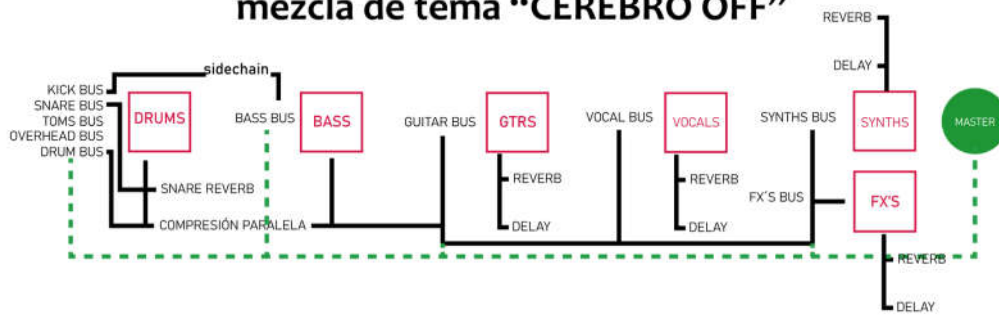 mezcla de tema “CEREBRO OFF”
REVERB
DELAY
sidechain
KICK BUS
SNARE BUS
TOMS BUS
OVERHEAD BUS
DRUM BUS
DRUMS
BASS BUS
BASS
GUITAR BUS
GTRS
VOCAL BUS
VOCALS
SYNTHS BUS
SYNTHS
MASTER
SNARE REVERB
COMPRESIÓN PARALELA
REVERB
DELAY
REVERB
DELAY
FX´S BUS
FX'S
REVERB
DELAY